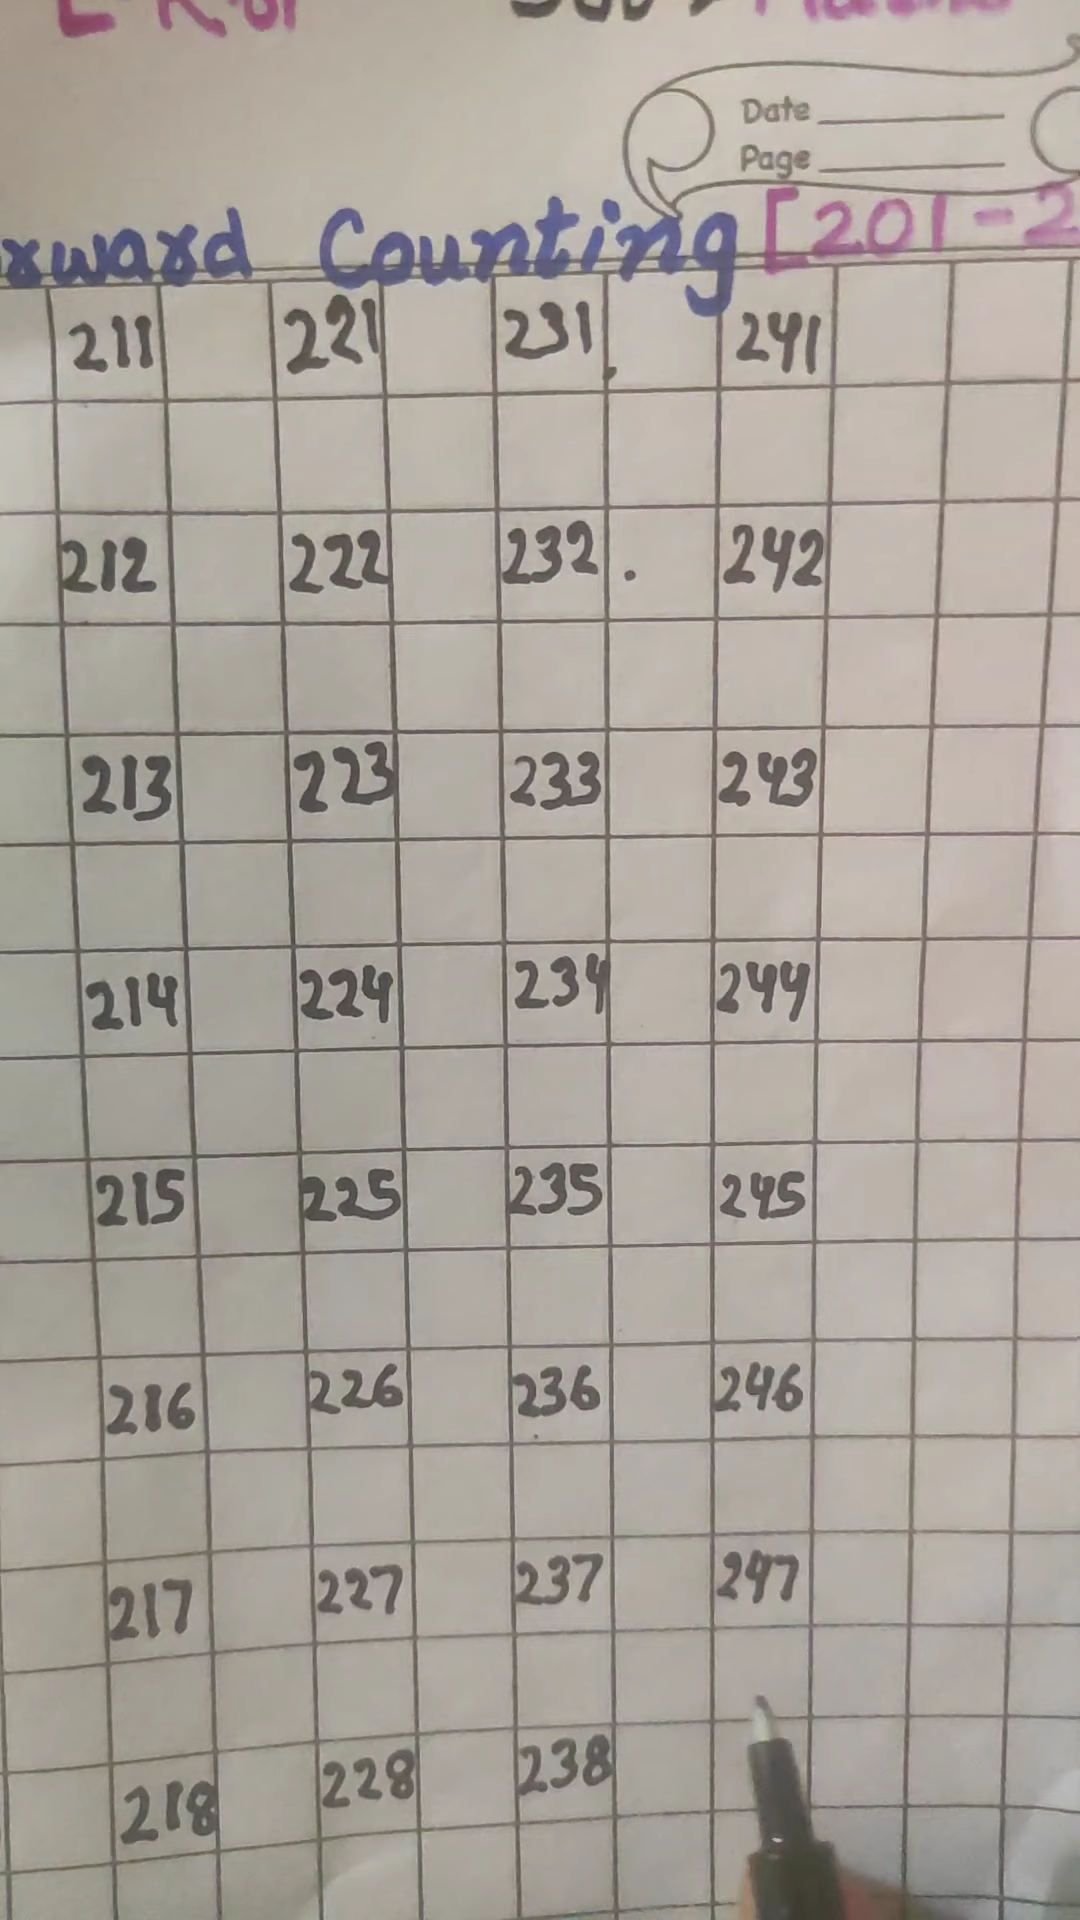 Date
Page
Counting [201-2
211 221 231 241
212 222 232 242
213 223 233 243
214 224 234 244
215 225 235 245
216 226 236 246
217 227 237 247
218 228 238